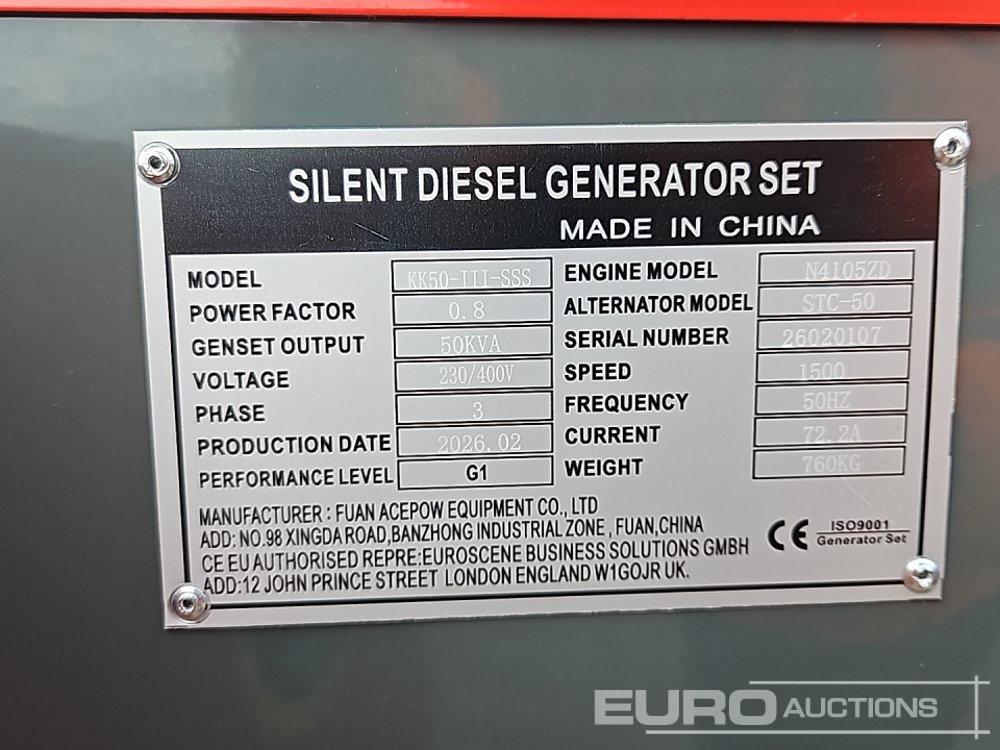 SILENT DIESEL GENERATOR SET
MADE IN CHINA
MODEL KK50-III-SSS
POWER FACTOR 0.8
GENSET OUTPUT 50KVA
VOLTAGE 230/400V
PHASE 3
PRODUCTION DATE 2026.02
PERFORMANCE LEVEL G1
ENGINE MODEL N4105ZD
ALTERNATOR MODEL STC-50
SERIAL NUMBER 26020107
SPEED 1500
FREQUENCY 50HZ
CURRENT 72.2A
WEIGHT 760KG
MANUFACTURER : FUAN ACEPOW EQUIPMENT CO., LTD
ADD: NO.98 XINGDA ROAD,BANZHONG INDUSTRIAL ZONE , FUAN,CHINA
CE EU AUTHORISED REPRE:EUROSCENE BUSINESS SOLUTIONS GMBH
ADD:12 JOHN PRINCE STREET LONDON ENGLAND W1GOJR UK.
CE ISO9001
Generator Set
EURO AUCTIONS